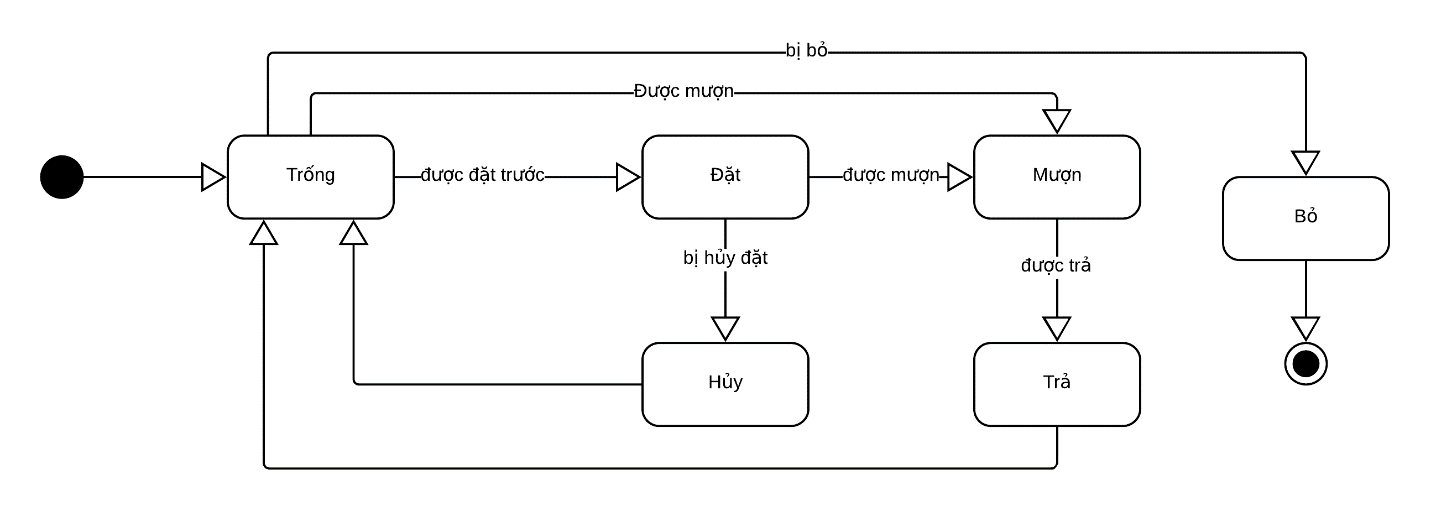 bị bỏ
Được mượn
Trống
được đặt trước
Đặt
được mượn
Mượn
Bỏ
bị hủy đặt
được trả
Hủy
Trả